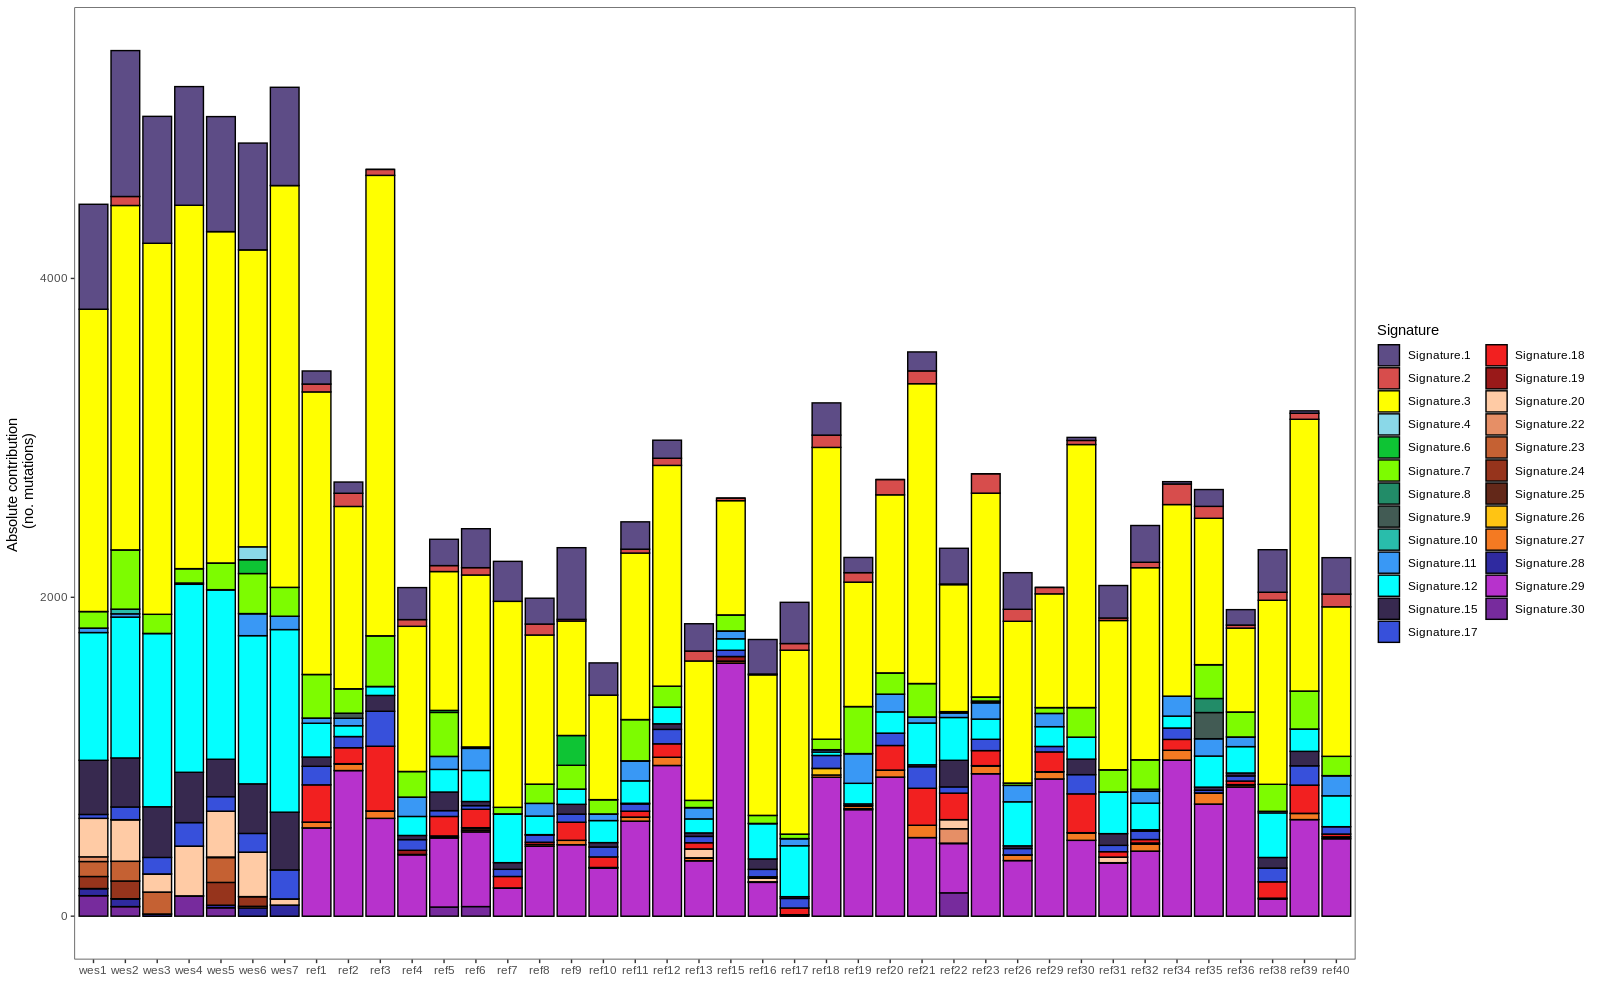 Absolute contribution
(no. mutations)
4000
2000
0
wes1 wes2 wes3 wes4 wes5 wes6 wes7 ref1 ref2 ref3 ref4 ref5 ref6 ref7 ref8 ref9 ref10 ref11 ref12 ref13 ref15 ref16 ref17 ref18 ref19 ref20 ref21 ref22 ref23 ref26 ref29 ref30 ref31 ref32 ref34 ref35 ref36 ref38 ref39 ref40
Signature
Signature.1 Signature.18
Signature.2 Signature.19
Signature.3 Signature.20
Signature.4 Signature.22
Signature.6 Signature.23
Signature.7 Signature.24
Signature.8 Signature.25
Signature.9 Signature.26
Signature.10 Signature.27
Signature.11 Signature.28
Signature.12 Signature.29
Signature.15 Signature.30
Signature.17